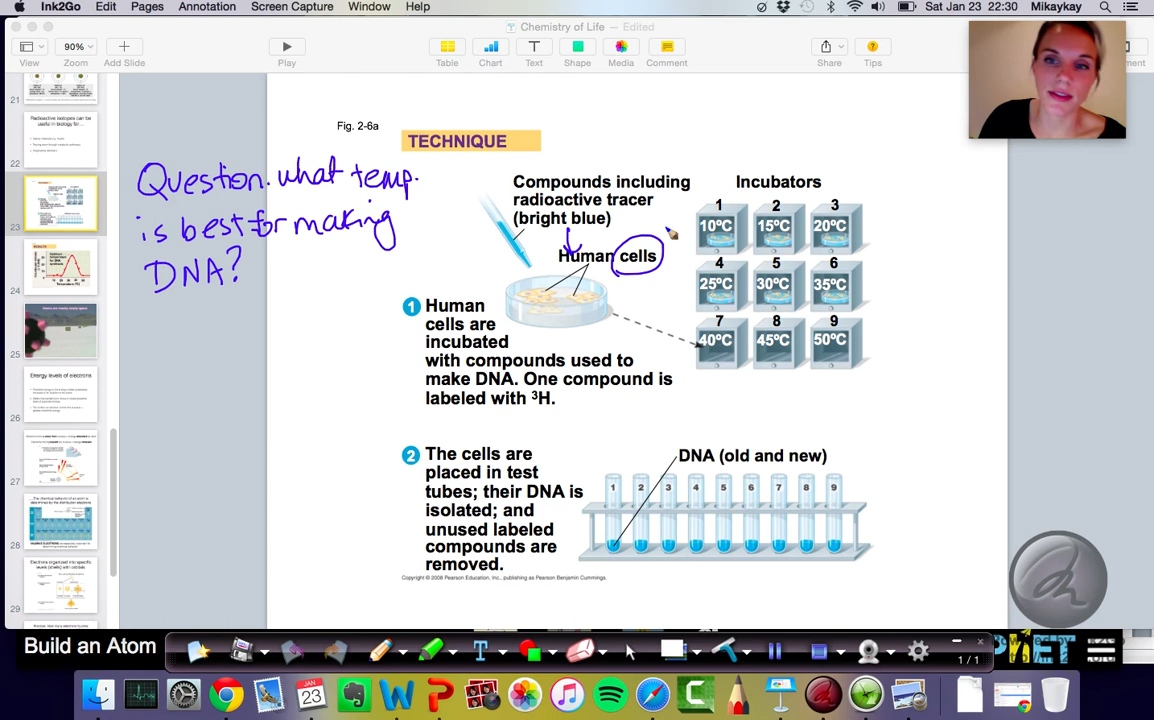 Ink2Go Edit Pages Annotation Screen Capture Window Help
Sat Jan 23 22:30 Mikaykay
Chemistry of Life — Edited
90%
View Zoom Add Slide
Play
Table Chart Text Shape Media Comment
Share Tips
21
22
23
24
25
26
27
28
29
Radioactive isotopes can be
useful in biology for…
Energy levels of electrons
Electrons organized into specific
levels (shells) with orbitals
Question. what temp.
is best for making
DNA?
Fig. 2-6a
TECHNIQUE
Compounds including
radioactive tracer
(bright blue)
Human cells
Incubators
1 2 3
10°C 15°C 20°C
4 5 6
25°C 30°C 35°C
7 8 9
40°C 45°C 50°C
1 Human
cells are
incubated
with compounds used to
make DNA. One compound is
labeled with ³H.
2 The cells are
placed in test
tubes; their DNA is
isolated; and
unused labeled
compounds are
removed.
DNA (old and new)
1 2 3 4 5 6 7 8 9
Copyright © 2008 Pearson Education, Inc., publishing as Pearson Benjamin Cummings.
Build an Atom
1 / 1
JAN
23